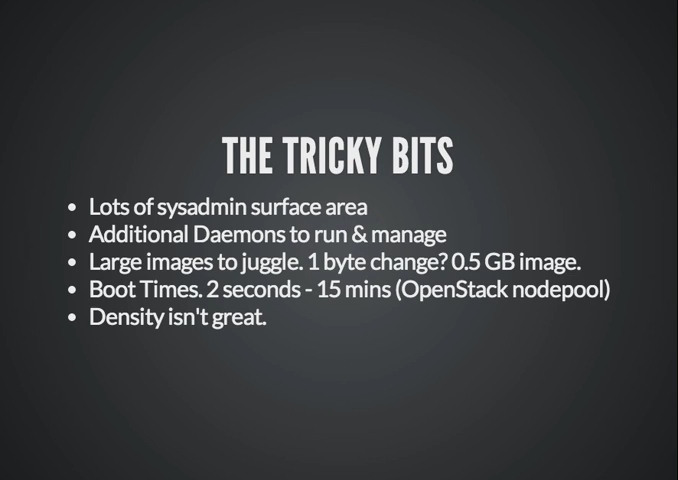 THE TRICKY BITS
Lots of sysadmin surface area
Additional Daemons to run & manage
Large images to juggle. 1 byte change? 0.5 GB image.
Boot Times. 2 seconds - 15 mins (OpenStack nodepool)
Density isn't great.